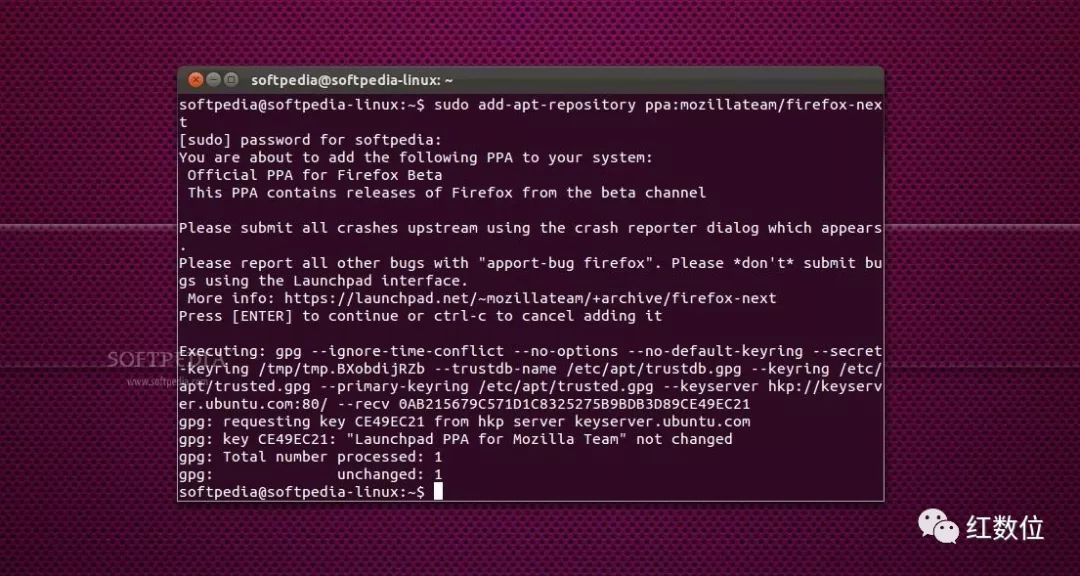 softpedia@softpedia-linux: ~
softpedia@softpedia-linux:~$ sudo add-apt-repository ppa:mozillateam/firefox-nex
t
[sudo] password for softpedia:
You are about to add the following PPA to your system:
 Official PPA for Firefox Beta
 This PPA contains releases of Firefox from the beta channel
Please submit all crashes upstream using the crash reporter dialog which appears
.
Please report all other bugs with "apport-bug firefox". Please *don't* submit bu
gs using the Launchpad interface.
 More info: https://launchpad.net/~mozillateam/+archive/firefox-next
Press [ENTER] to continue or ctrl-c to cancel adding it
Executing: gpg --ignore-time-conflict --no-options --no-default-keyring --secret
-keyring /tmp/tmp.BXobdijRZb --trustdb-name /etc/apt/trustdb.gpg --keyring /etc/
apt/trusted.gpg --primary-keyring /etc/apt/trusted.gpg --keyserver hkp://keyserv
er.ubuntu.com:80/ --recv 0AB215679C571D1C8325275B9BDB3D89CE49EC21
gpg: requesting key CE49EC21 from hkp server keyserver.ubuntu.com
gpg: key CE49EC21: "Launchpad PPA for Mozilla Team" not changed
gpg: Total number processed: 1
gpg:              unchanged: 1
softpedia@softpedia-linux:~$
SOFTPEDIA
www.softpedia.com
红数位